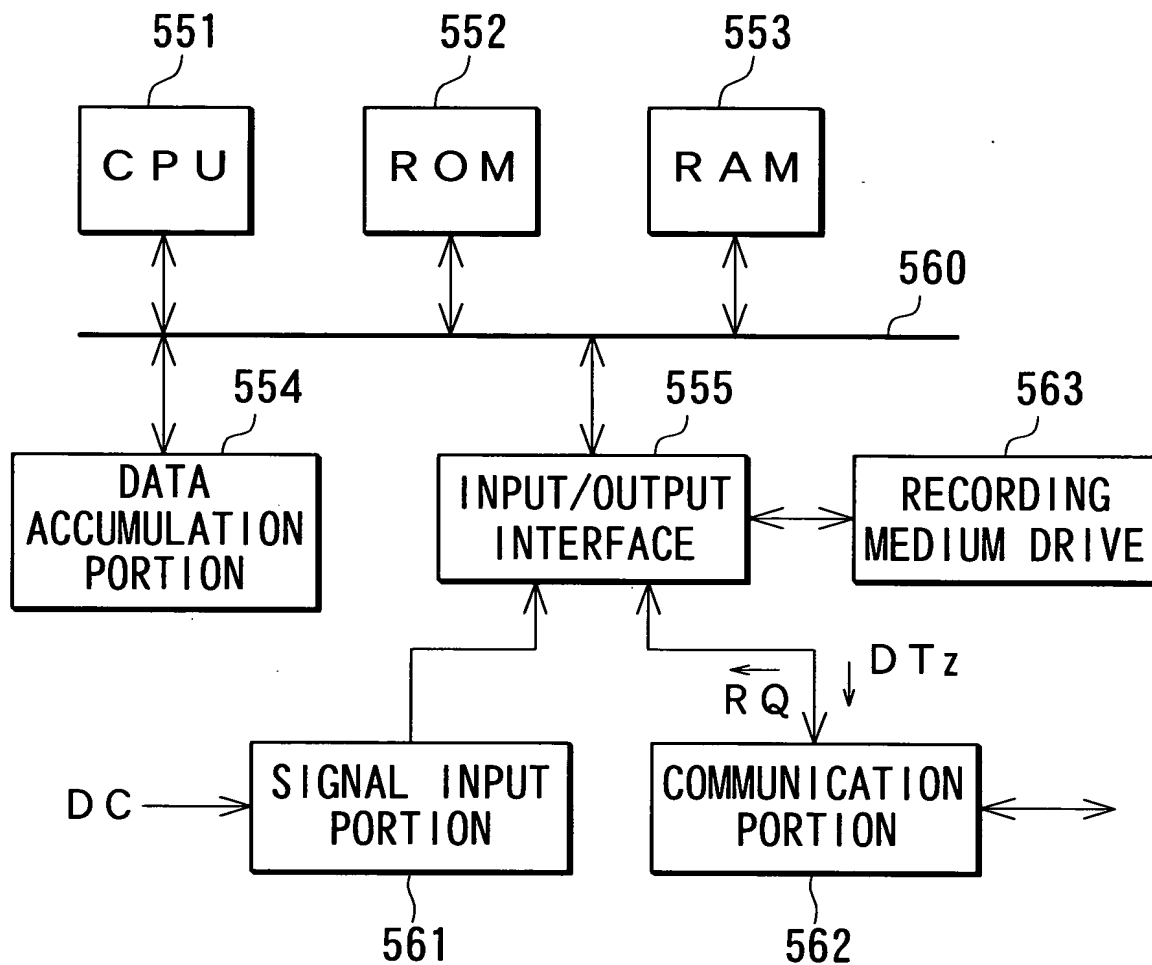 551
552
553
CPU
ROM
RAM
560
554
555
563
DATA
ACCUMULATION
PORTION
INPUT/OUTPUT
INTERFACE
RECORDING
MEDIUM DRIVE
DTz
RQ
DC
SIGNAL INPUT
PORTION
COMMUNICATION
PORTION
561
562